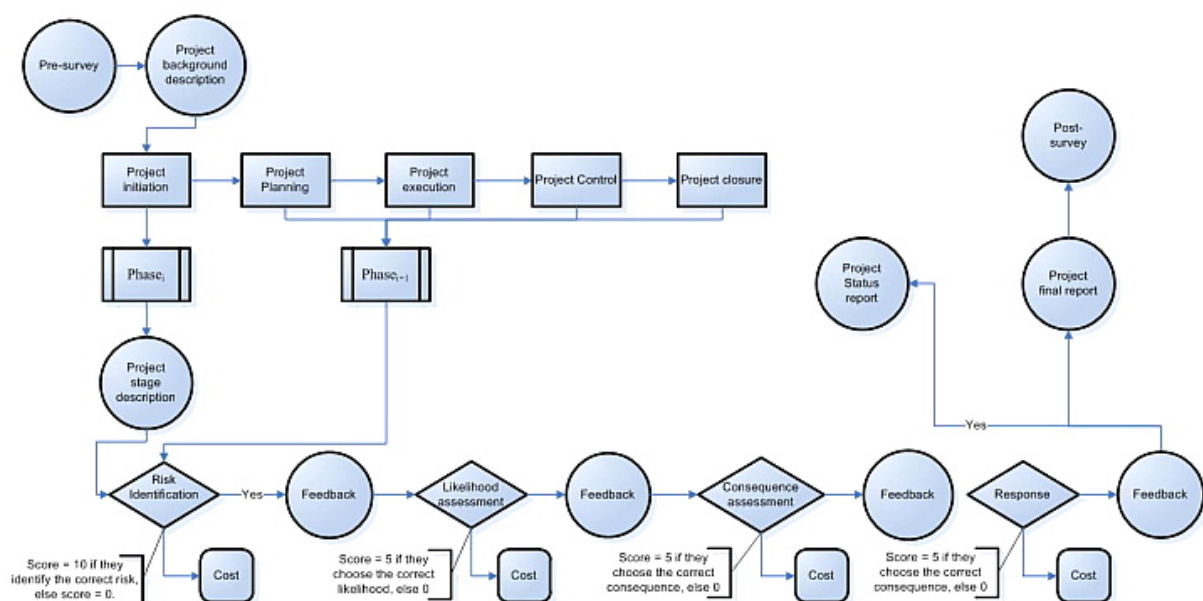 Pre-survey
Project
background
description
Project
initiation
Project
Planning
Project
execution
Project Control
Project closure
Post-
survey
Phaseᵢ
Phaseᵢ₊₁
Project
Status
report
Project
final report
Project
stage
description
Yes
Risk
Identification
Yes
Feedback
Likelihood
assessment
Feedback
Consequence
assessment
Feedback
Response
Feedback
Score = 10 if they
identify the correct risk,
else score = 0.
Cost
Score = 5 if they
choose the correct
likelihood, else 0
Cost
Score = 5 if they
choose the correct
consequence, else 0
Cost
Score = 5 if they
choose the correct
consequence, else 0
Cost